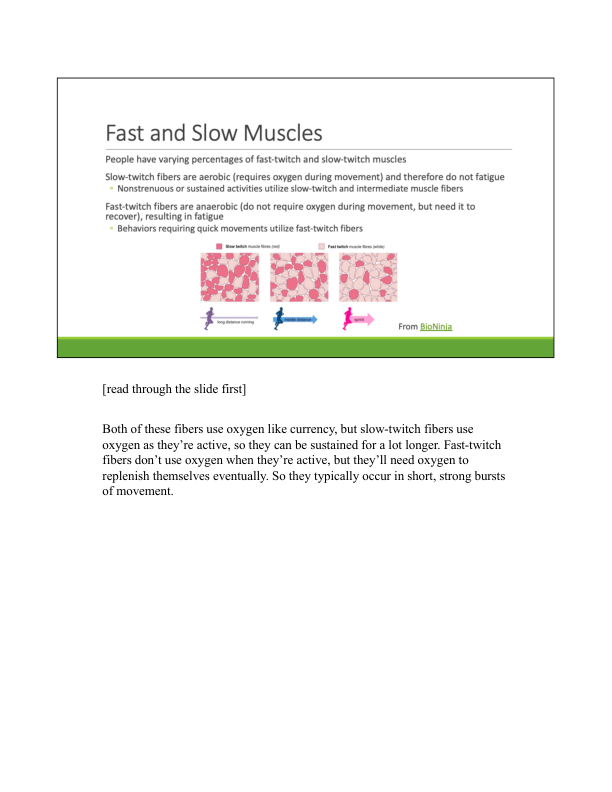 Fast and Slow Muscles
People have varying percentages of fast-twitch and slow-twitch muscles
Slow-twitch fibers are aerobic (requires oxygen during movement) and therefore do not fatigue
• Nonstrenuous or sustained activities utilize slow-twitch and intermediate muscle fibers
Fast-twitch fibers are anaerobic (do not require oxygen during movement, but need it to
recover), resulting in fatigue
• Behaviors requiring quick movements utilize fast-twitch fibers
Slow twitch muscle fibres (red)
Fast twitch muscle fibres (white)
long distance running
middle distance
sprint
From BioNinja
[read through the slide first]
Both of these fibers use oxygen like currency, but slow-twitch fibers use
oxygen as they’re active, so they can be sustained for a lot longer. Fast-twitch
fibers don’t use oxygen when they’re active, but they’ll need oxygen to
replenish themselves eventually. So they typically occur in short, strong bursts
of movement.